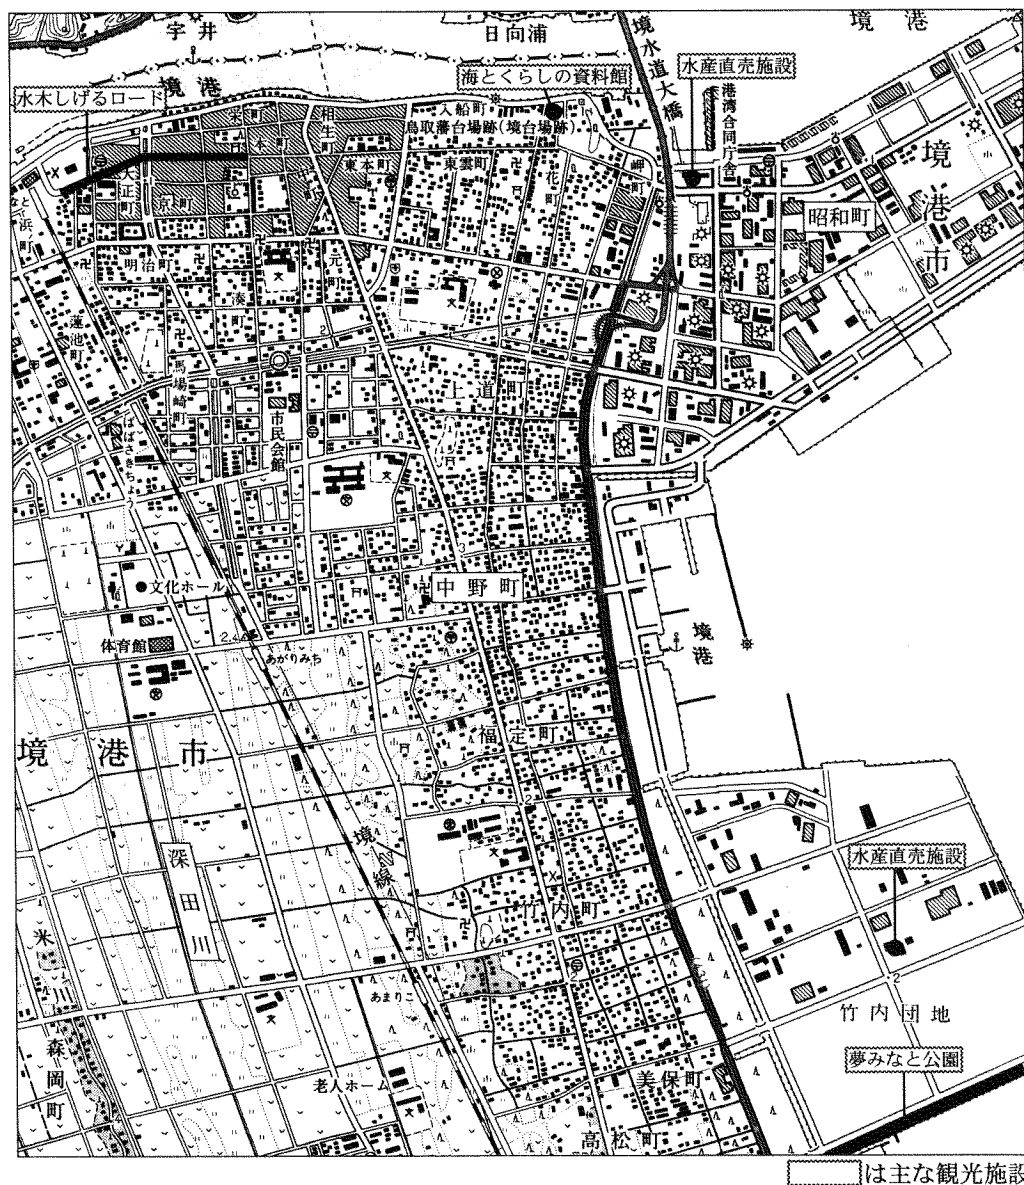 宇井
日向浦
境水道大橋
境港
水産直売施設
海とくらしの資料館
境港
水木しげるロード
港湾合同庁舎
入船町
鳥取藩台場跡(境台場跡)
相生町
栄町
本町
東本町
東雲町
花町
岬町
大正町
京町
中町
境港市
昭和町
明治町
元町
湊町
蓮池町
馬場崎町
ばばさきちょう
市民会館
上道町
文化ホール
中野町
体育館
2.4
あがりみち
境港
福定町
境港市
境線
深田川
水産直売施設
竹内町
米川
あまりこ
竹内団地
森岡町
老人ホーム
美保町
夢みなと公園
高松町
は主な観光施設